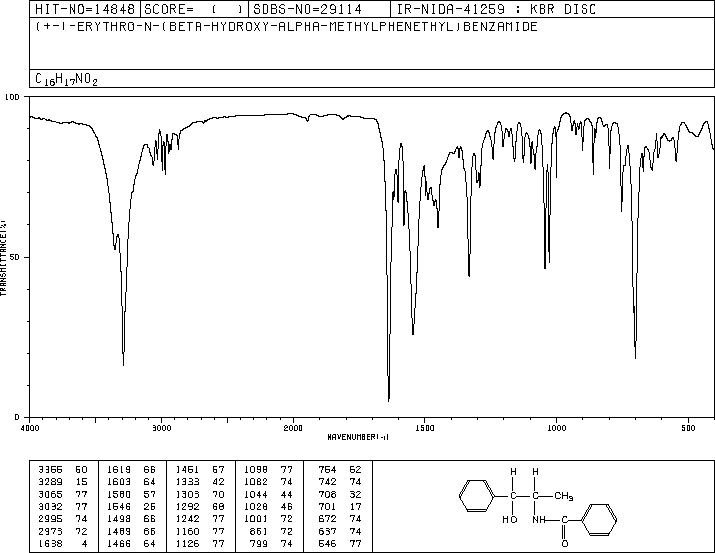 HIT-NO=14848 SCORE= ( ) SDBS-NO=29114 IR-NIDA-41259 : KBR DISC
(+-)-ERYTHRO-N-(BETA-HYDROXY-ALPHA-METHYLPHENETHYL)BENZAMIDE
C16H17NO2
100
50
0
TRANSMITTANCE(%)
4000 3000 2000 1500 1000 500
WAVENUMBER(-1)
3355 50 1619 66 1451 57 1098 77 754 62
3289 15 1603 64 1333 42 1082 74 742 74
3065 77 1580 57 1303 70 1044 44 708 32
3032 77 1546 25 1292 68 1028 46 701 17
2995 74 1498 66 1242 77 1001 72 672 74
2973 72 1489 66 1160 77 861 72 637 74
1638 4 1466 64 1126 77 799 74 546 77
H H
C C CH3
HO NH C
O